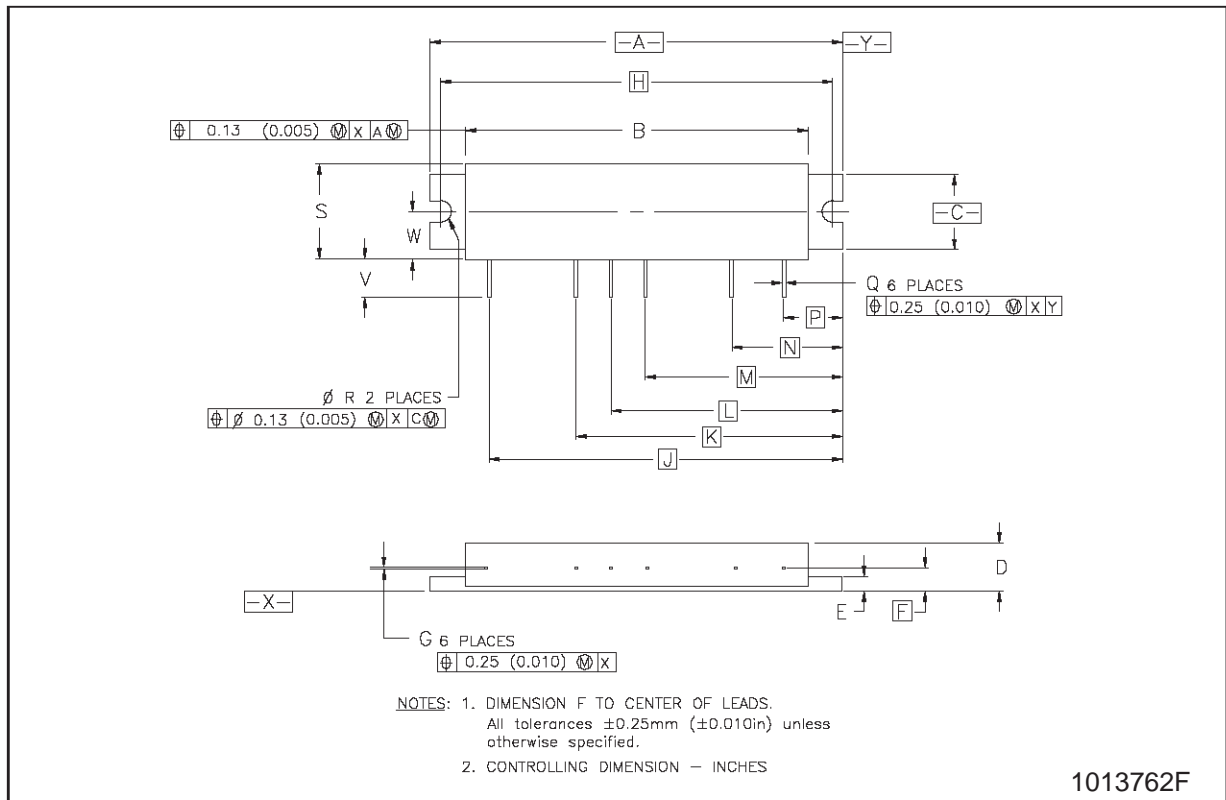 -A-
-Y-
H
⌖ 0.13 (0.005) Ⓜ X AⓂ
B
S
W
-C-
V
Q 6 PLACES
⌖ 0.25 (0.010) Ⓜ X Y
P
N
M
Ø R 2 PLACES
⌖ Ø 0.13 (0.005) Ⓜ X CⓂ
L
K
J
D
-X-
E
F
G 6 PLACES
⌖ 0.25 (0.010) Ⓜ X
NOTES: 1. DIMENSION F TO CENTER OF LEADS.
All tolerances ±0.25mm (±0.010in) unless
otherwise specified.
2. CONTROLLING DIMENSION – INCHES
1013762F